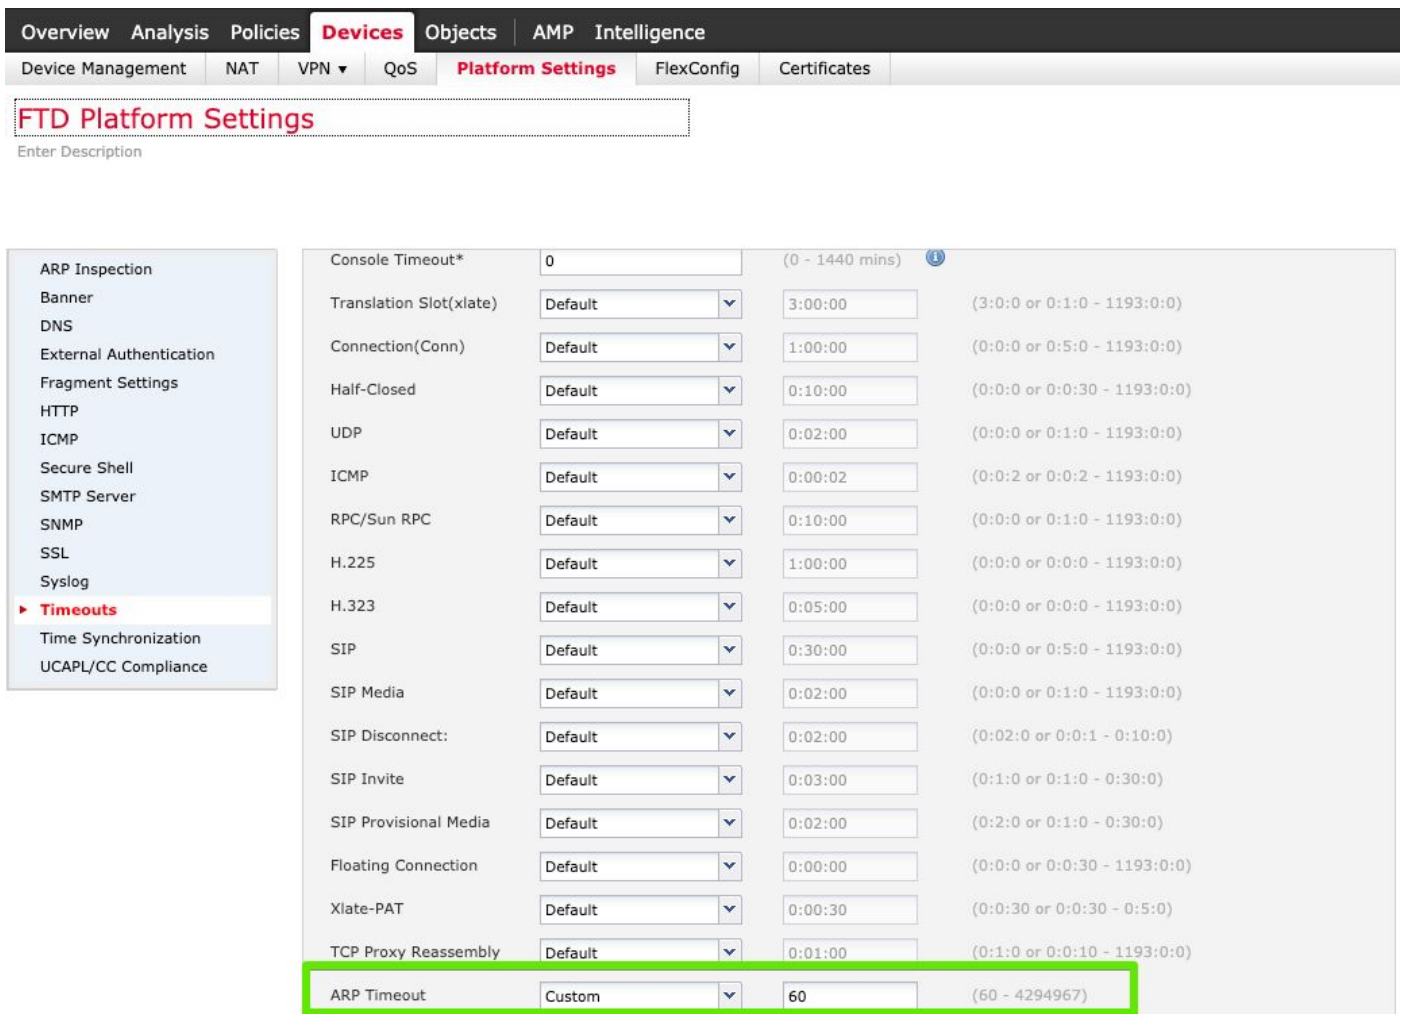 Overview Analysis Policies Devices Objects AMP Intelligence
Device Management NAT VPN QoS Platform Settings FlexConfig Certificates
FTD Platform Settings
Enter Description
ARP Inspection
Banner
DNS
External Authentication
Fragment Settings
HTTP
ICMP
Secure Shell
SMTP Server
SNMP
SSL
Syslog
Timeouts
Time Synchronization
UCAPL/CC Compliance
Console Timeout* 0 (0 - 1440 mins)
Translation Slot(xlate) Default 3:00:00 (3:0:0 or 0:1:0 - 1193:0:0)
Connection(Conn) Default 1:00:00 (0:0:0 or 0:5:0 - 1193:0:0)
Half-Closed Default 0:10:00 (0:0:0 or 0:0:30 - 1193:0:0)
UDP Default 0:02:00 (0:0:0 or 0:1:0 - 1193:0:0)
ICMP Default 0:00:02 (0:0:2 or 0:0:2 - 1193:0:0)
RPC/Sun RPC Default 0:10:00 (0:0:0 or 0:1:0 - 1193:0:0)
H.225 Default 1:00:00 (0:0:0 or 0:0:0 - 1193:0:0)
H.323 Default 0:05:00 (0:0:0 or 0:0:0 - 1193:0:0)
SIP Default 0:30:00 (0:0:0 or 0:5:0 - 1193:0:0)
SIP Media Default 0:02:00 (0:0:0 or 0:1:0 - 1193:0:0)
SIP Disconnect: Default 0:02:00 (0:02:0 or 0:0:1 - 0:10:0)
SIP Invite Default 0:03:00 (0:1:0 or 0:1:0 - 0:30:0)
SIP Provisional Media Default 0:02:00 (0:2:0 or 0:1:0 - 0:30:0)
Floating Connection Default 0:00:00 (0:0:0 or 0:0:30 - 1193:0:0)
Xlate-PAT Default 0:00:30 (0:0:30 or 0:0:30 - 0:5:0)
TCP Proxy Reassembly Default 0:01:00 (0:1:0 or 0:0:10 - 1193:0:0)
ARP Timeout Custom 60 (60 - 4294967)